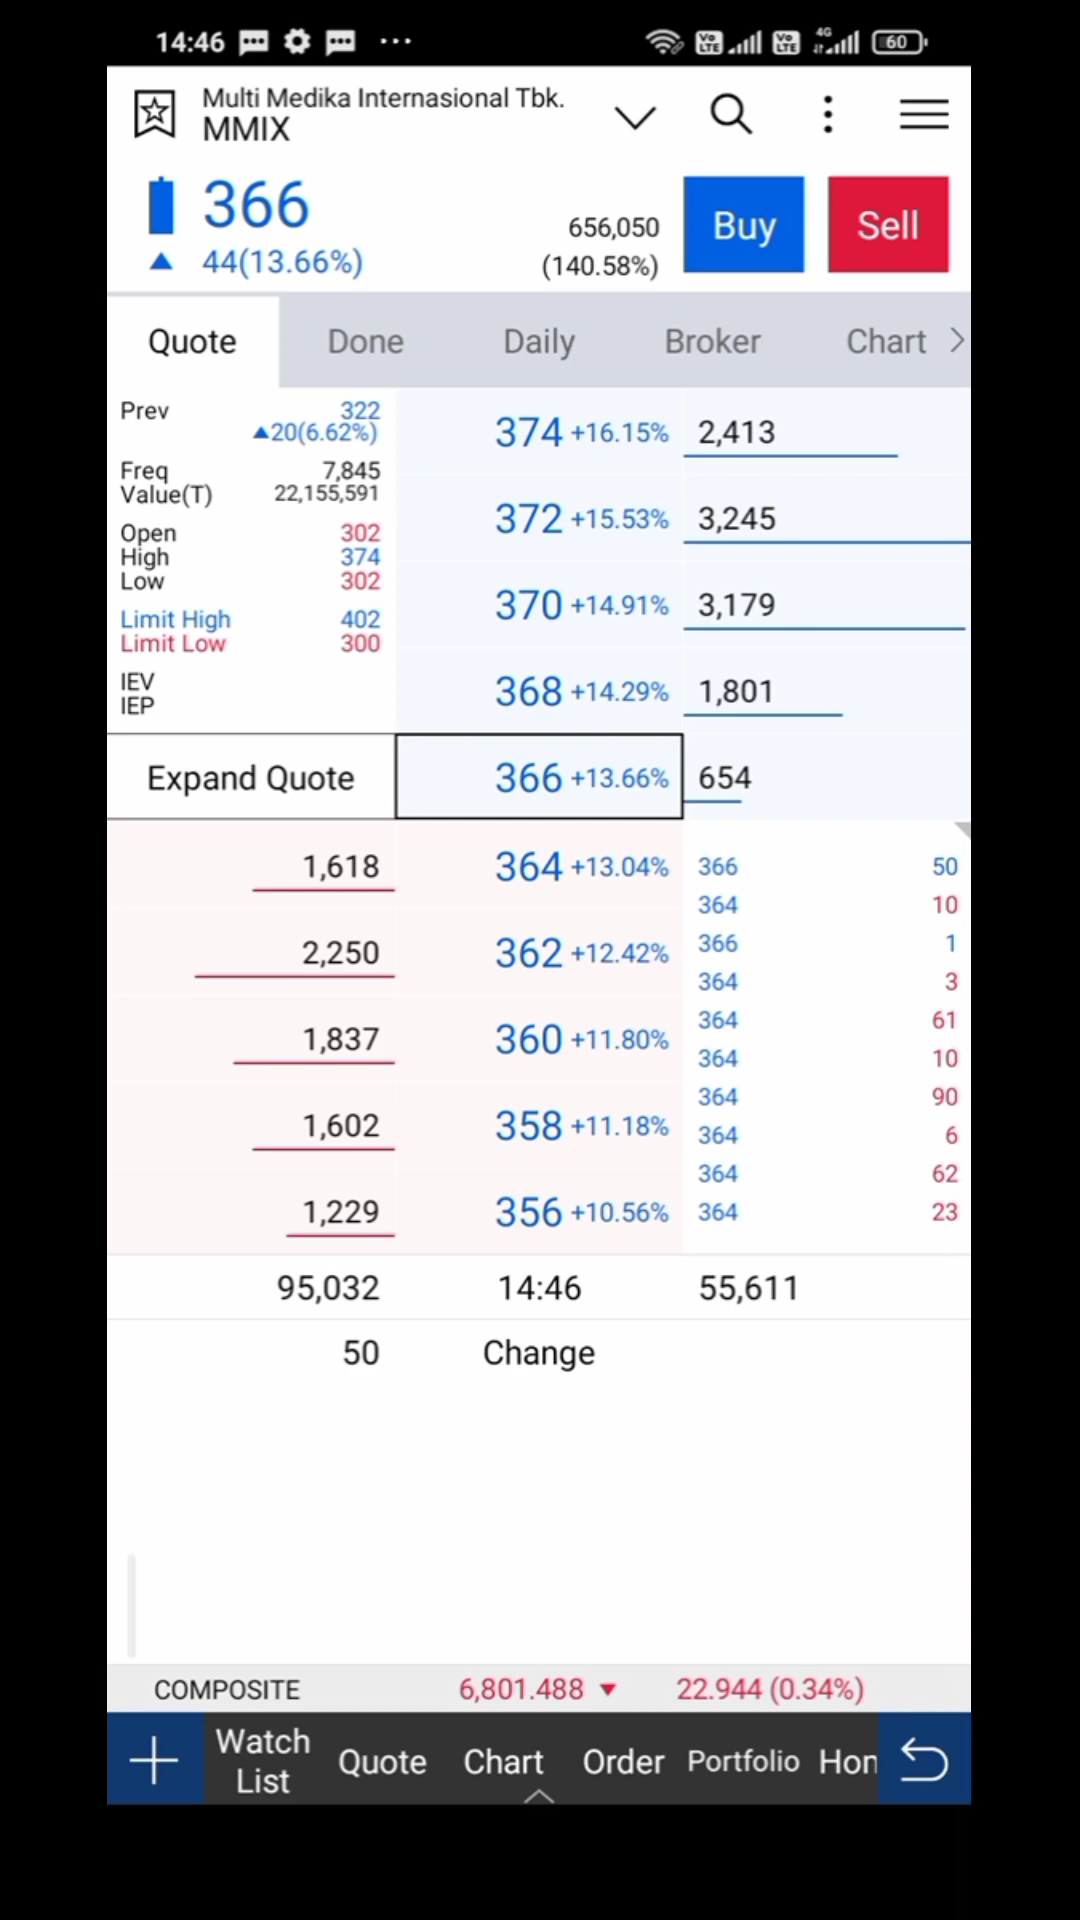 14:46 ... Vo LTE Vo LTE 4G 60
Multi Medika Internasional Tbk.
MMIX
366
44(13.66%)
656,050
(140.58%)
Buy
Sell
Quote Done Daily Broker Chart >
Prev 322
▲20(6.62%)
Freq 7,845
Value(T) 22,155,591
Open 302
High 374
Low 302
Limit High 402
Limit Low 300
IEV
IEP
374 +16.15% 2,413
372 +15.53% 3,245
370 +14.91% 3,179
368 +14.29% 1,801
Expand Quote 366 +13.66% 654
1,618 364 +13.04%
2,250 362 +12.42%
1,837 360 +11.80%
1,602 358 +11.18%
1,229 356 +10.56%
366 50
364 10
366 1
364 3
364 61
364 10
364 90
364 6
364 62
364 23
95,032 14:46 55,611
50 Change
COMPOSITE 6,801.488 ▼ 22.944 (0.34%)
Watch
List
Quote Chart Order Portfolio Hon